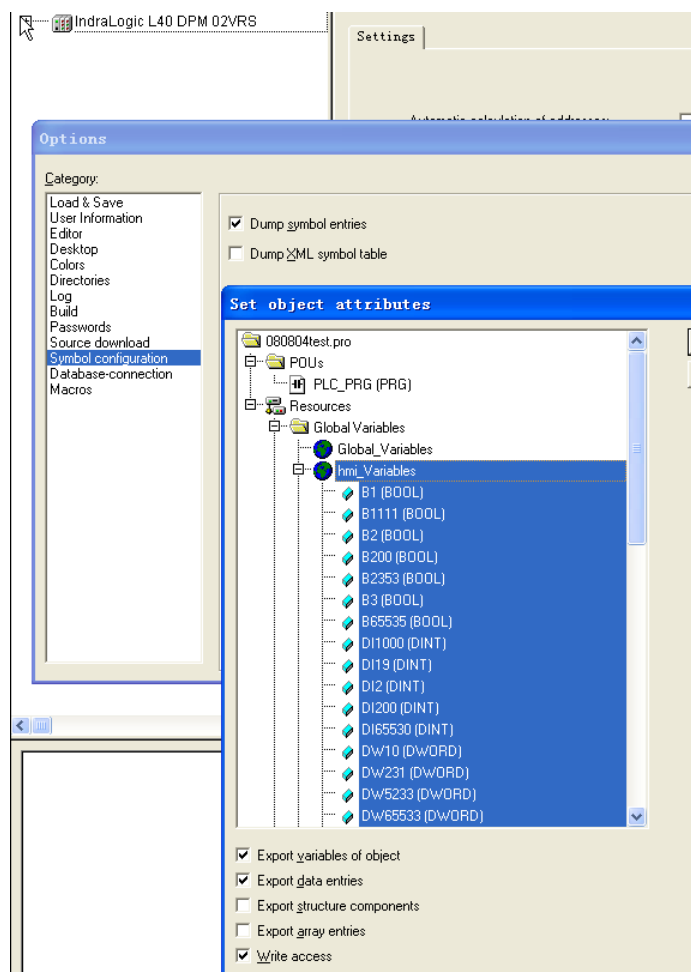 IndraLogic L40 DPM 02VRS
Settings
Automatic calculation of addresses:
Options
Category:
Load & Save
User Information
Editor
Desktop
Colors
Directories
Log
Build
Passwords
Source download
Symbol configuration
Database-connection
Macros
Dump symbol entries
Dump XML symbol table
Set object attributes
080804test.pro
POUs
PLC_PRG (PRG)
Resources
Global Variables
Global_Variables
hmi_Variables
B1 (BOOL)
B1111 (BOOL)
B2 (BOOL)
B200 (BOOL)
B2353 (BOOL)
B3 (BOOL)
B65535 (BOOL)
DI1000 (DINT)
DI19 (DINT)
DI2 (DINT)
DI200 (DINT)
DI65530 (DINT)
DW10 (DWORD)
DW231 (DWORD)
DW5233 (DWORD)
DW65533 (DWORD)
Export variables of object
Export data entries
Export structure components
Export array entries
Write access